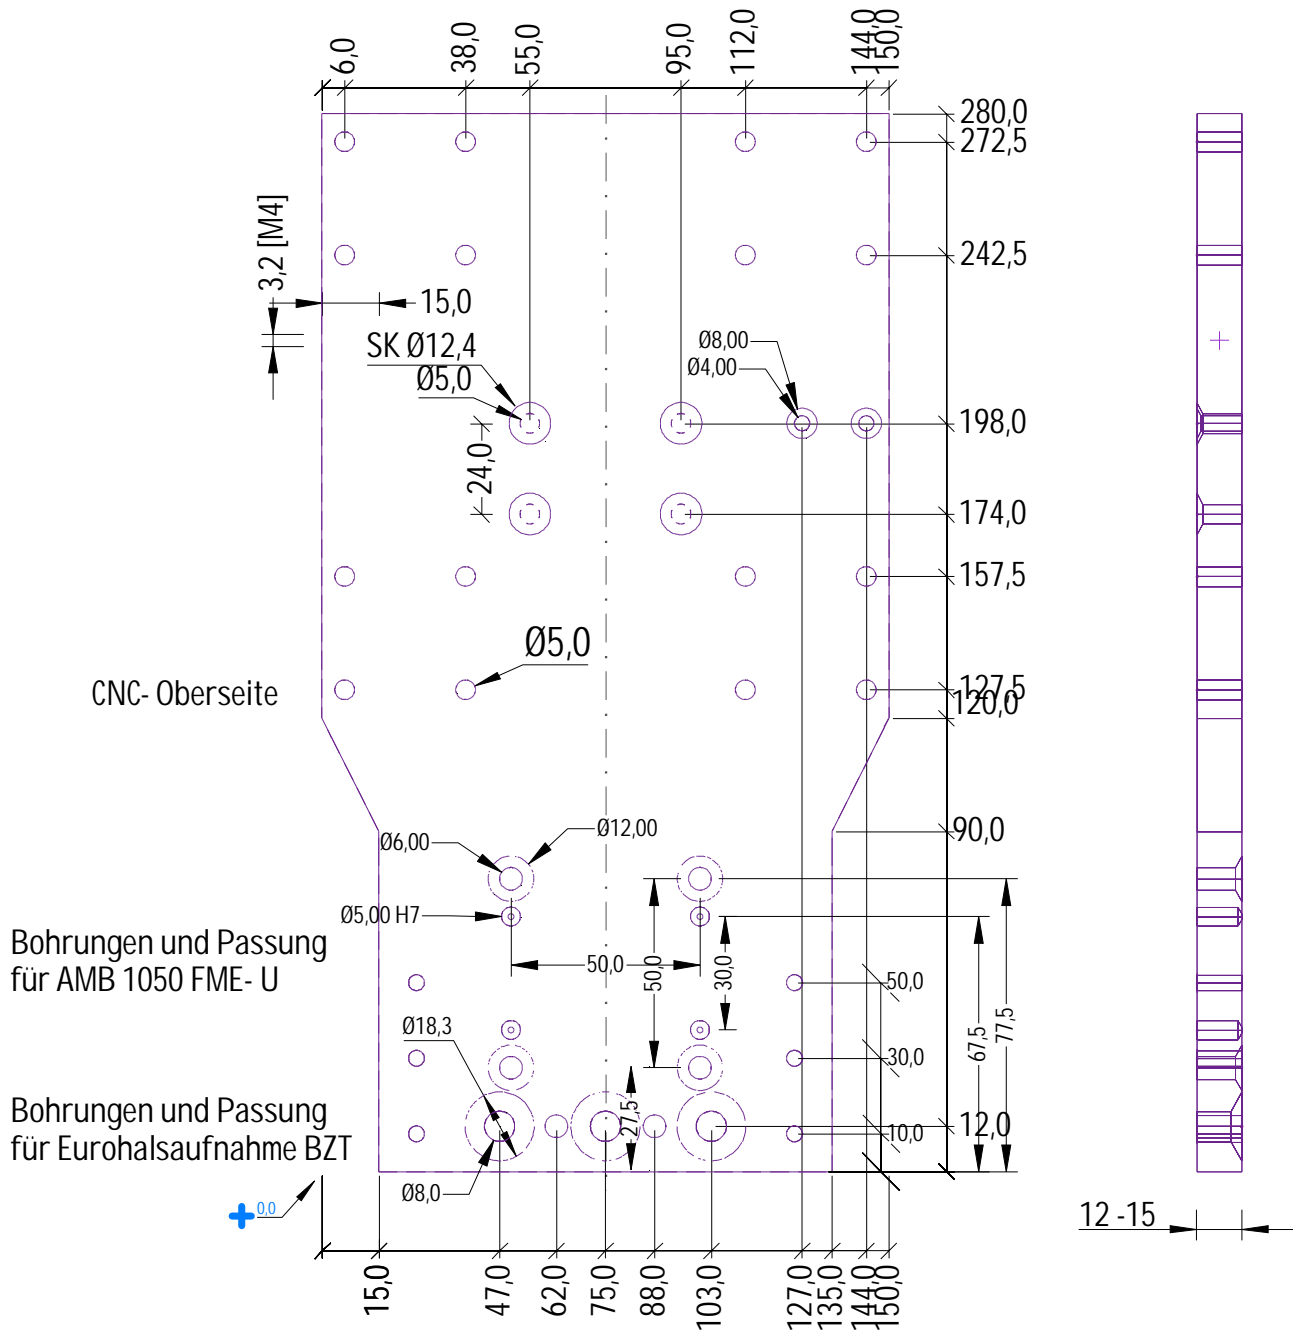 6,0
38,0
55,0
95,0
112,0
144,0
150,0
280,0
272,5
3,2 [M4]
242,5
15,0
SK Ø12,4
Ø5,0
Ø8,00
Ø4,00
198,0
24,0
174,0
157,5
Ø5,0
CNC- Oberseite
127,5
120,0
90,0
Ø6,00
Ø12,00
Ø5,00 H7
Bohrungen und Passung
für AMB 1050 FME- U
50,0
50,0
30,0
50,0
67,5
77,5
Ø18,3
30,0
Bohrungen und Passung
für Eurohalsaufnahme BZT
27,5
12,0
10,0
Ø8,0
0,0
12 -15
15,0
47,0
62,0
75,0
88,0
103,0
127,0
135,0
144,0
150,0